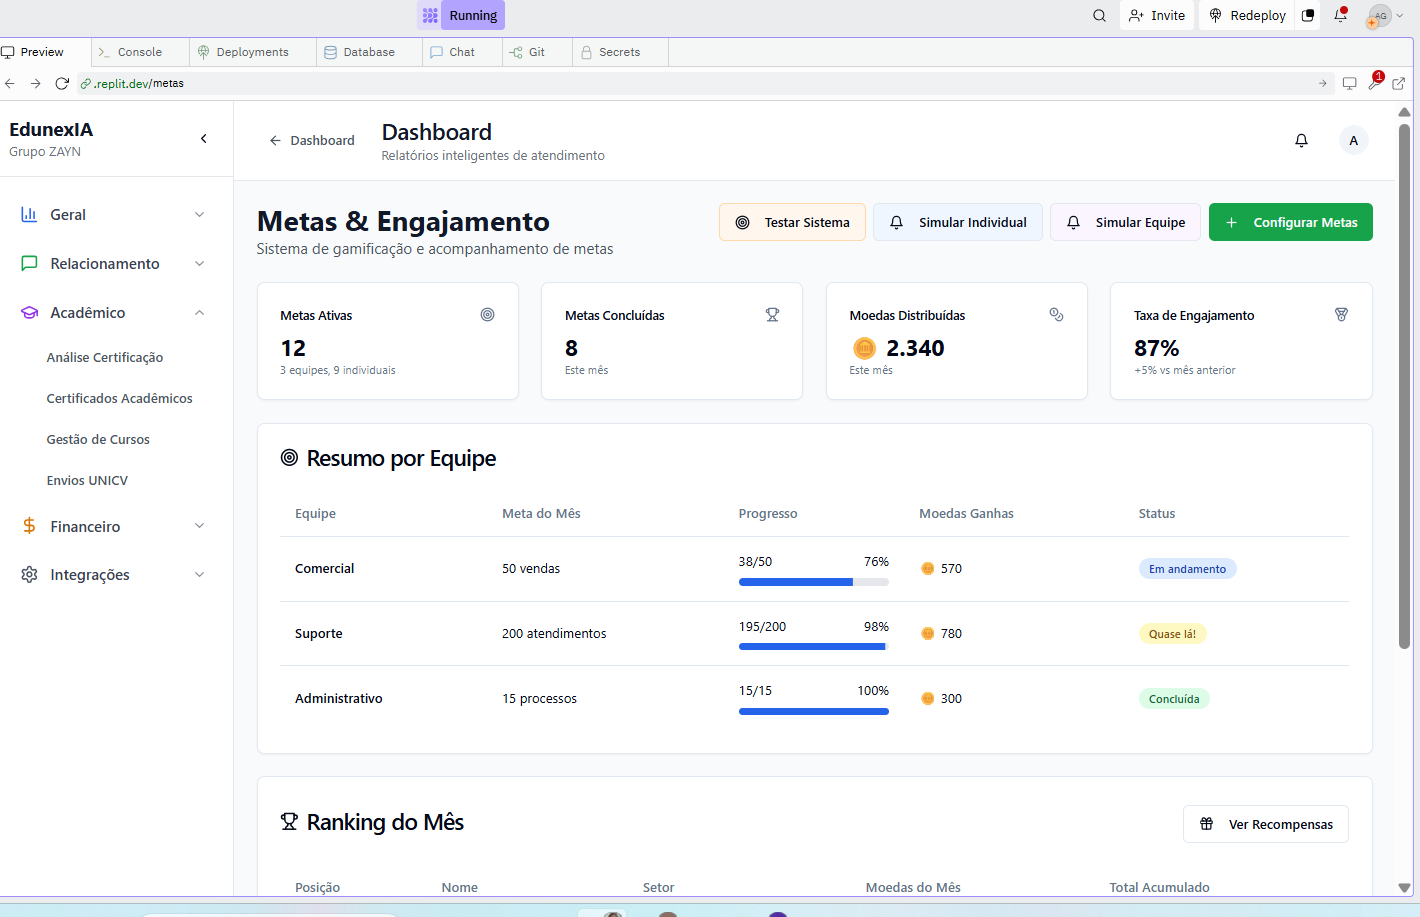 Running
Invite
Redeploy
AG
Preview
Console
Deployments
Database
Chat
Git
Secrets
.replit.dev/metas
1
EdunexIA
Grupo ZAYN
Geral
Relacionamento
Acadêmico
Análise Certificação
Certificados Acadêmicos
Gestão de Cursos
Envios UNICV
Financeiro
Integrações
Dashboard
Dashboard
Relatórios inteligentes de atendimento
A
Metas & Engajamento
Sistema de gamificação e acompanhamento de metas
Testar Sistema
Simular Individual
Simular Equipe
Configurar Metas
Metas Ativas
12
3 equipes, 9 individuais
Metas Concluídas
8
Este mês
Moedas Distribuídas
2.340
Este mês
Taxa de Engajamento
87%
+5% vs mês anterior
Resumo por Equipe
Equipe Meta do Mês Progresso Moedas Ganhas Status
Comercial 50 vendas 38/50 76% 570 Em andamento
Suporte 200 atendimentos 195/200 98% 780 Quase lá!
Administrativo 15 processos 15/15 100% 300 Concluída
Ranking do Mês
Ver Recompensas
Posição Nome Setor Moedas do Mês Total Acumulado